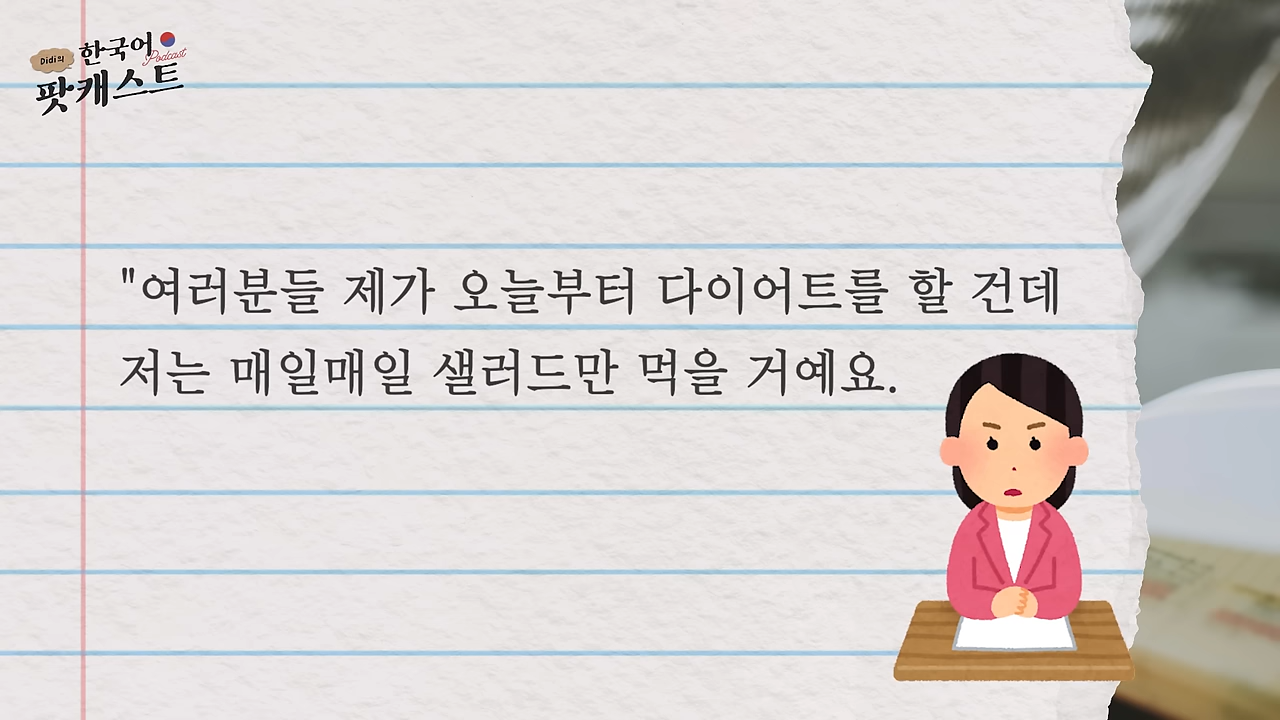 Didi의
한국어
Podcast
팟캐스트
"여러분들 제가 오늘부터 다이어트를 할 건데
저는 매일매일 샐러드만 먹을 거예요.